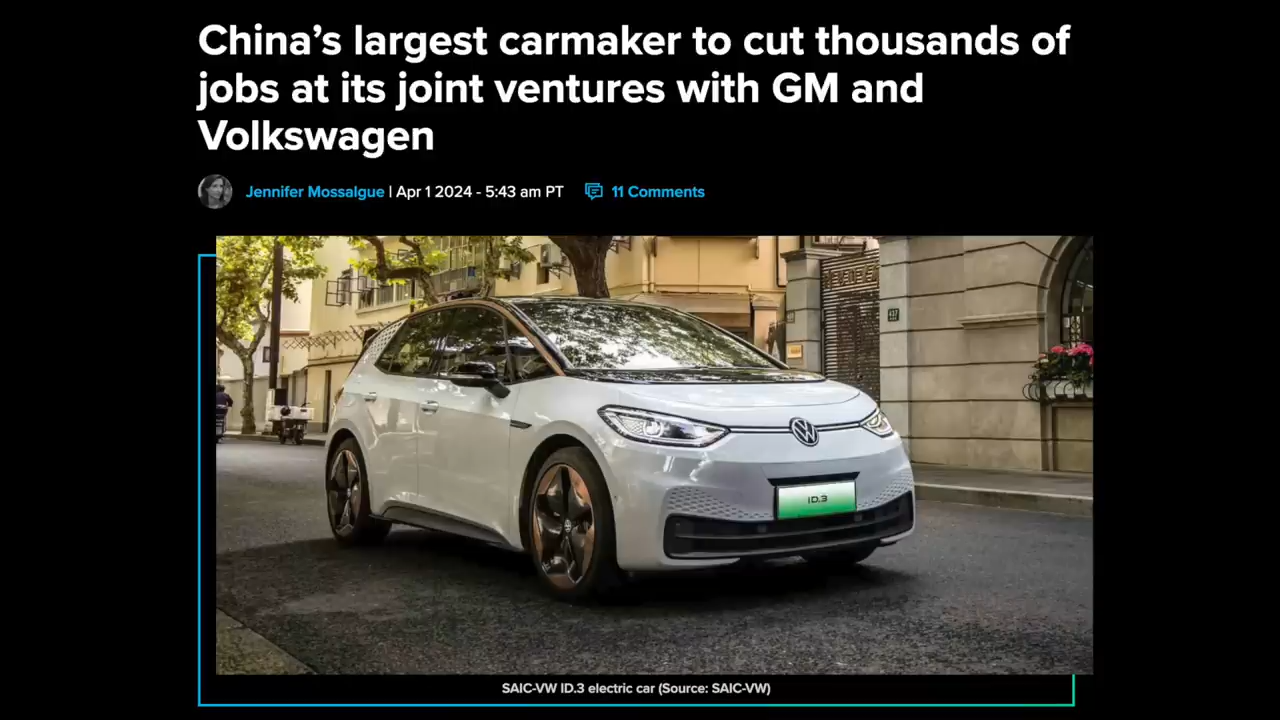 China's largest carmaker to cut thousands of
jobs at its joint ventures with GM and
Volkswagen
Jennifer Mossalgue | Apr 1 2024 - 5:43 am PT 11 Comments
437
ID.3
SAIC-VW ID.3 electric car (Source: SAIC-VW)